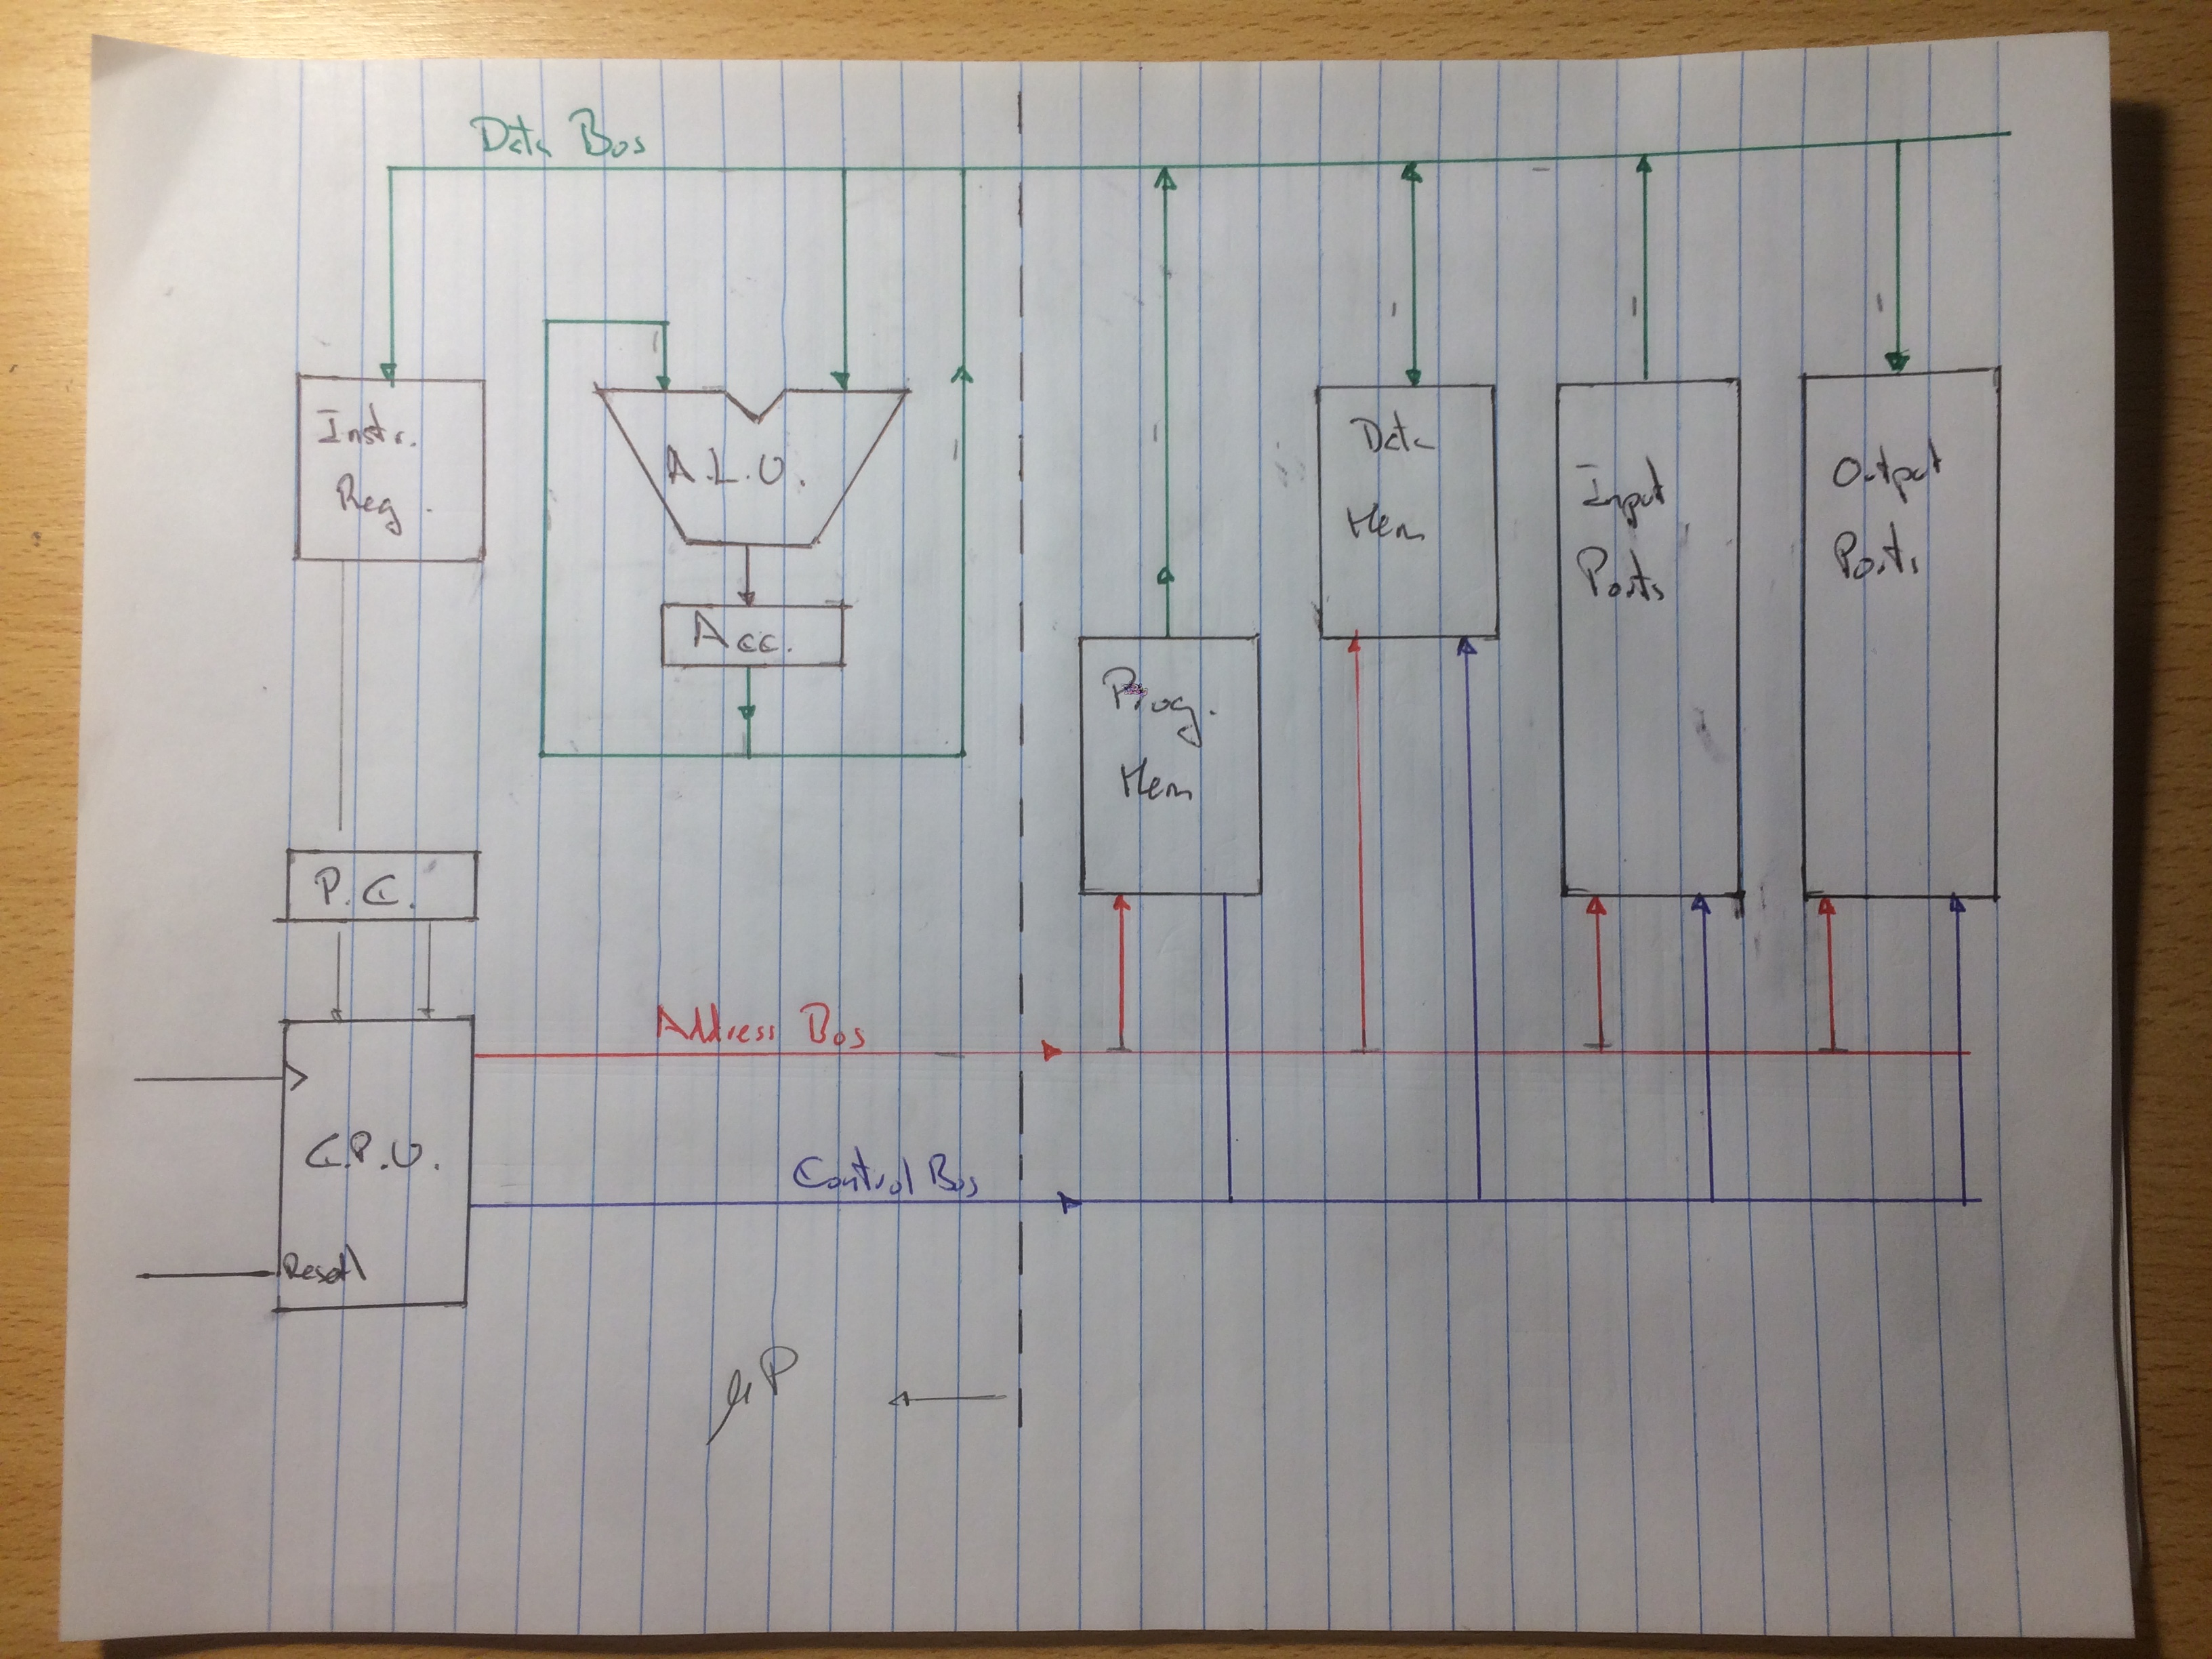 Data Bus
Instr.
Reg.
A.L.U.
Acc.
Data
Mem
Input
Ports
Output
Ports
Prog.
Mem
P.C.
Address Bus
C.P.U.
Control Bus
Reset\
μP